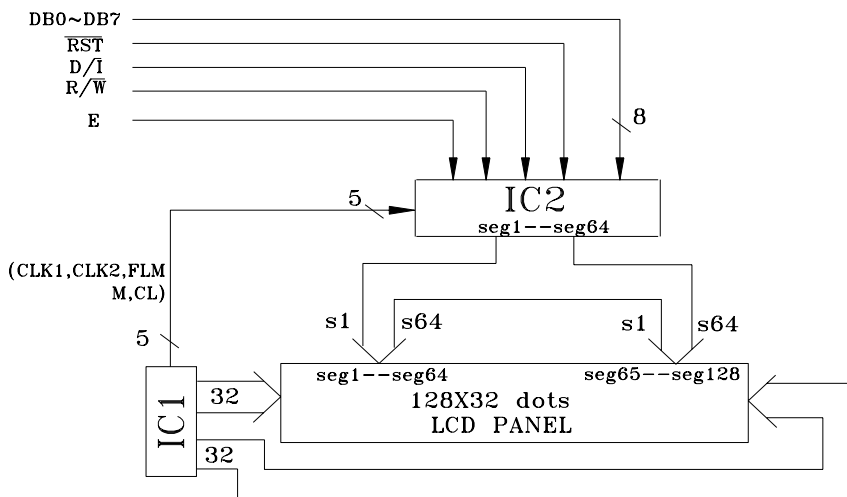 DB0~DB7
RST
D/I
R/W
E
8
5
IC2
seg1--seg64
(CLK1,CLK2,FLM
M,CL)
s1
s64
s1
s64
5
seg1--seg64
seg65--seg128
IC1
32
128X32 dots
LCD PANEL
32